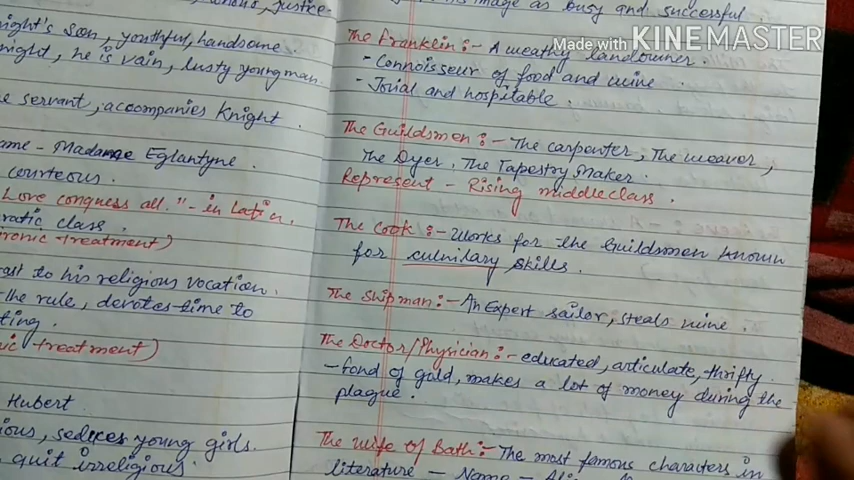 night's son, youthful, handsome
night, he is vain, lusty young man
e servant, accompanies Knight.
ame - Madame Eglantyne.
courteous.
Love conquess all." - in Latin.
ratic class.
ronic treatment)
ast to his religious vocation.
the rule, devotes time to
ting.
ic treatment)
Hubert
ious, seduces young girls.
quit irreligious.
image as busy and successful.
The Franklin :- A weathy landowner.
- Connoisseur of food and wine
- Jovial and hospitable.
The Guildsmen :- The carpenter, The weaver,
The Dyer, The Tapestry Maker.
Represent - Rising middleclass.
The Cook :- Works for the Guildsmen known
for culnilary skills.
The Shipman :- An Expert sailor, steals wine.
The Doctor/Physician :- educated, articulate, thrifty.
- fond of gold, makes a lot of money during the
plague.
The wife of Bath :- The most famous characters in
literature - Name -
Made with KINEMASTER